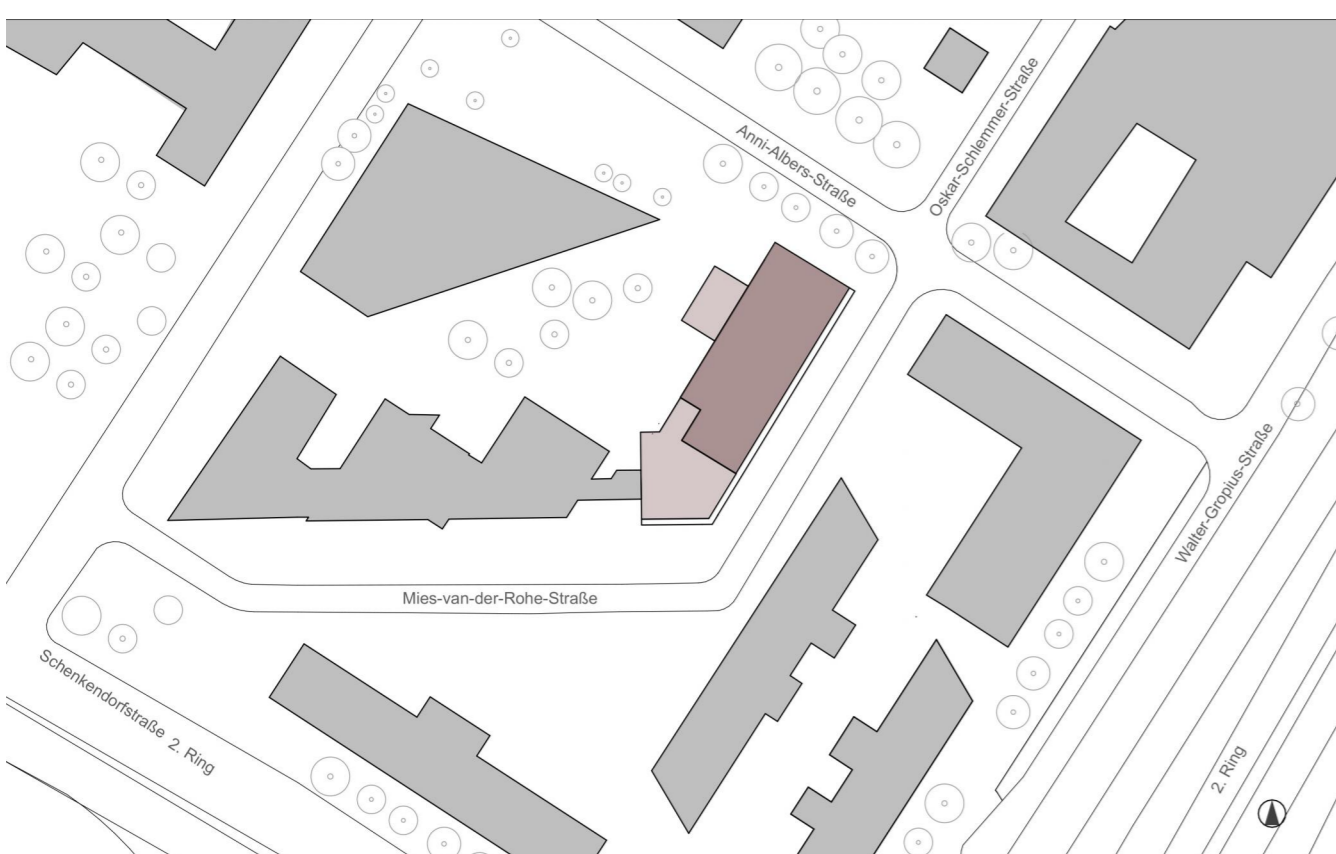 Anni-Albers-Straße
Oskar-Schlemmer-Straße
Walter-Gropius-Straße
Mies-van-der-Rohe-Straße
Schenkendorfstraße 2. Ring
2. Ring